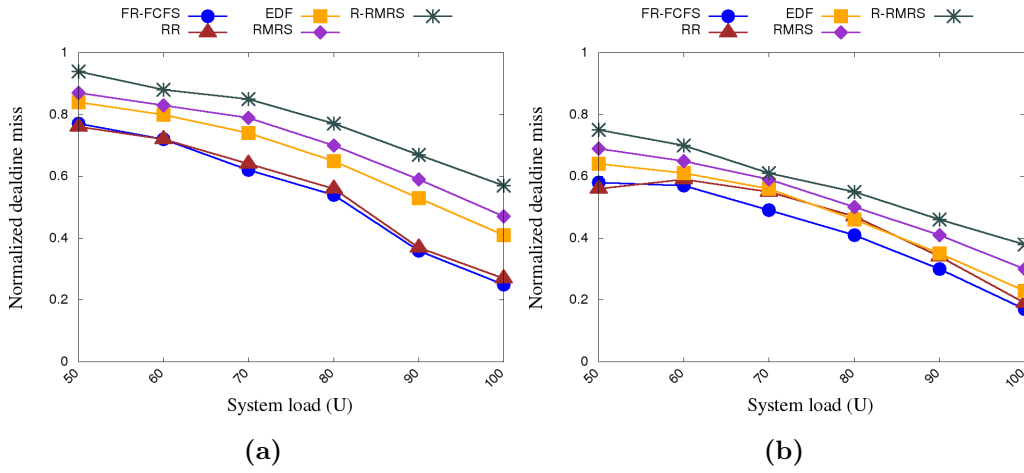 FR-FCFS EDF R-RMRS
RR RMRS
1
0.8
0.6
0.4
0.2
0
Normalized dealdine miss
50 60 70 80 90 100
System load (U)
(a)
FR-FCFS EDF R-RMRS
RR RMRS
1
0.8
0.6
0.4
0.2
0
Normalized dealdine miss
50 60 70 80 90 100
System load (U)
(b)